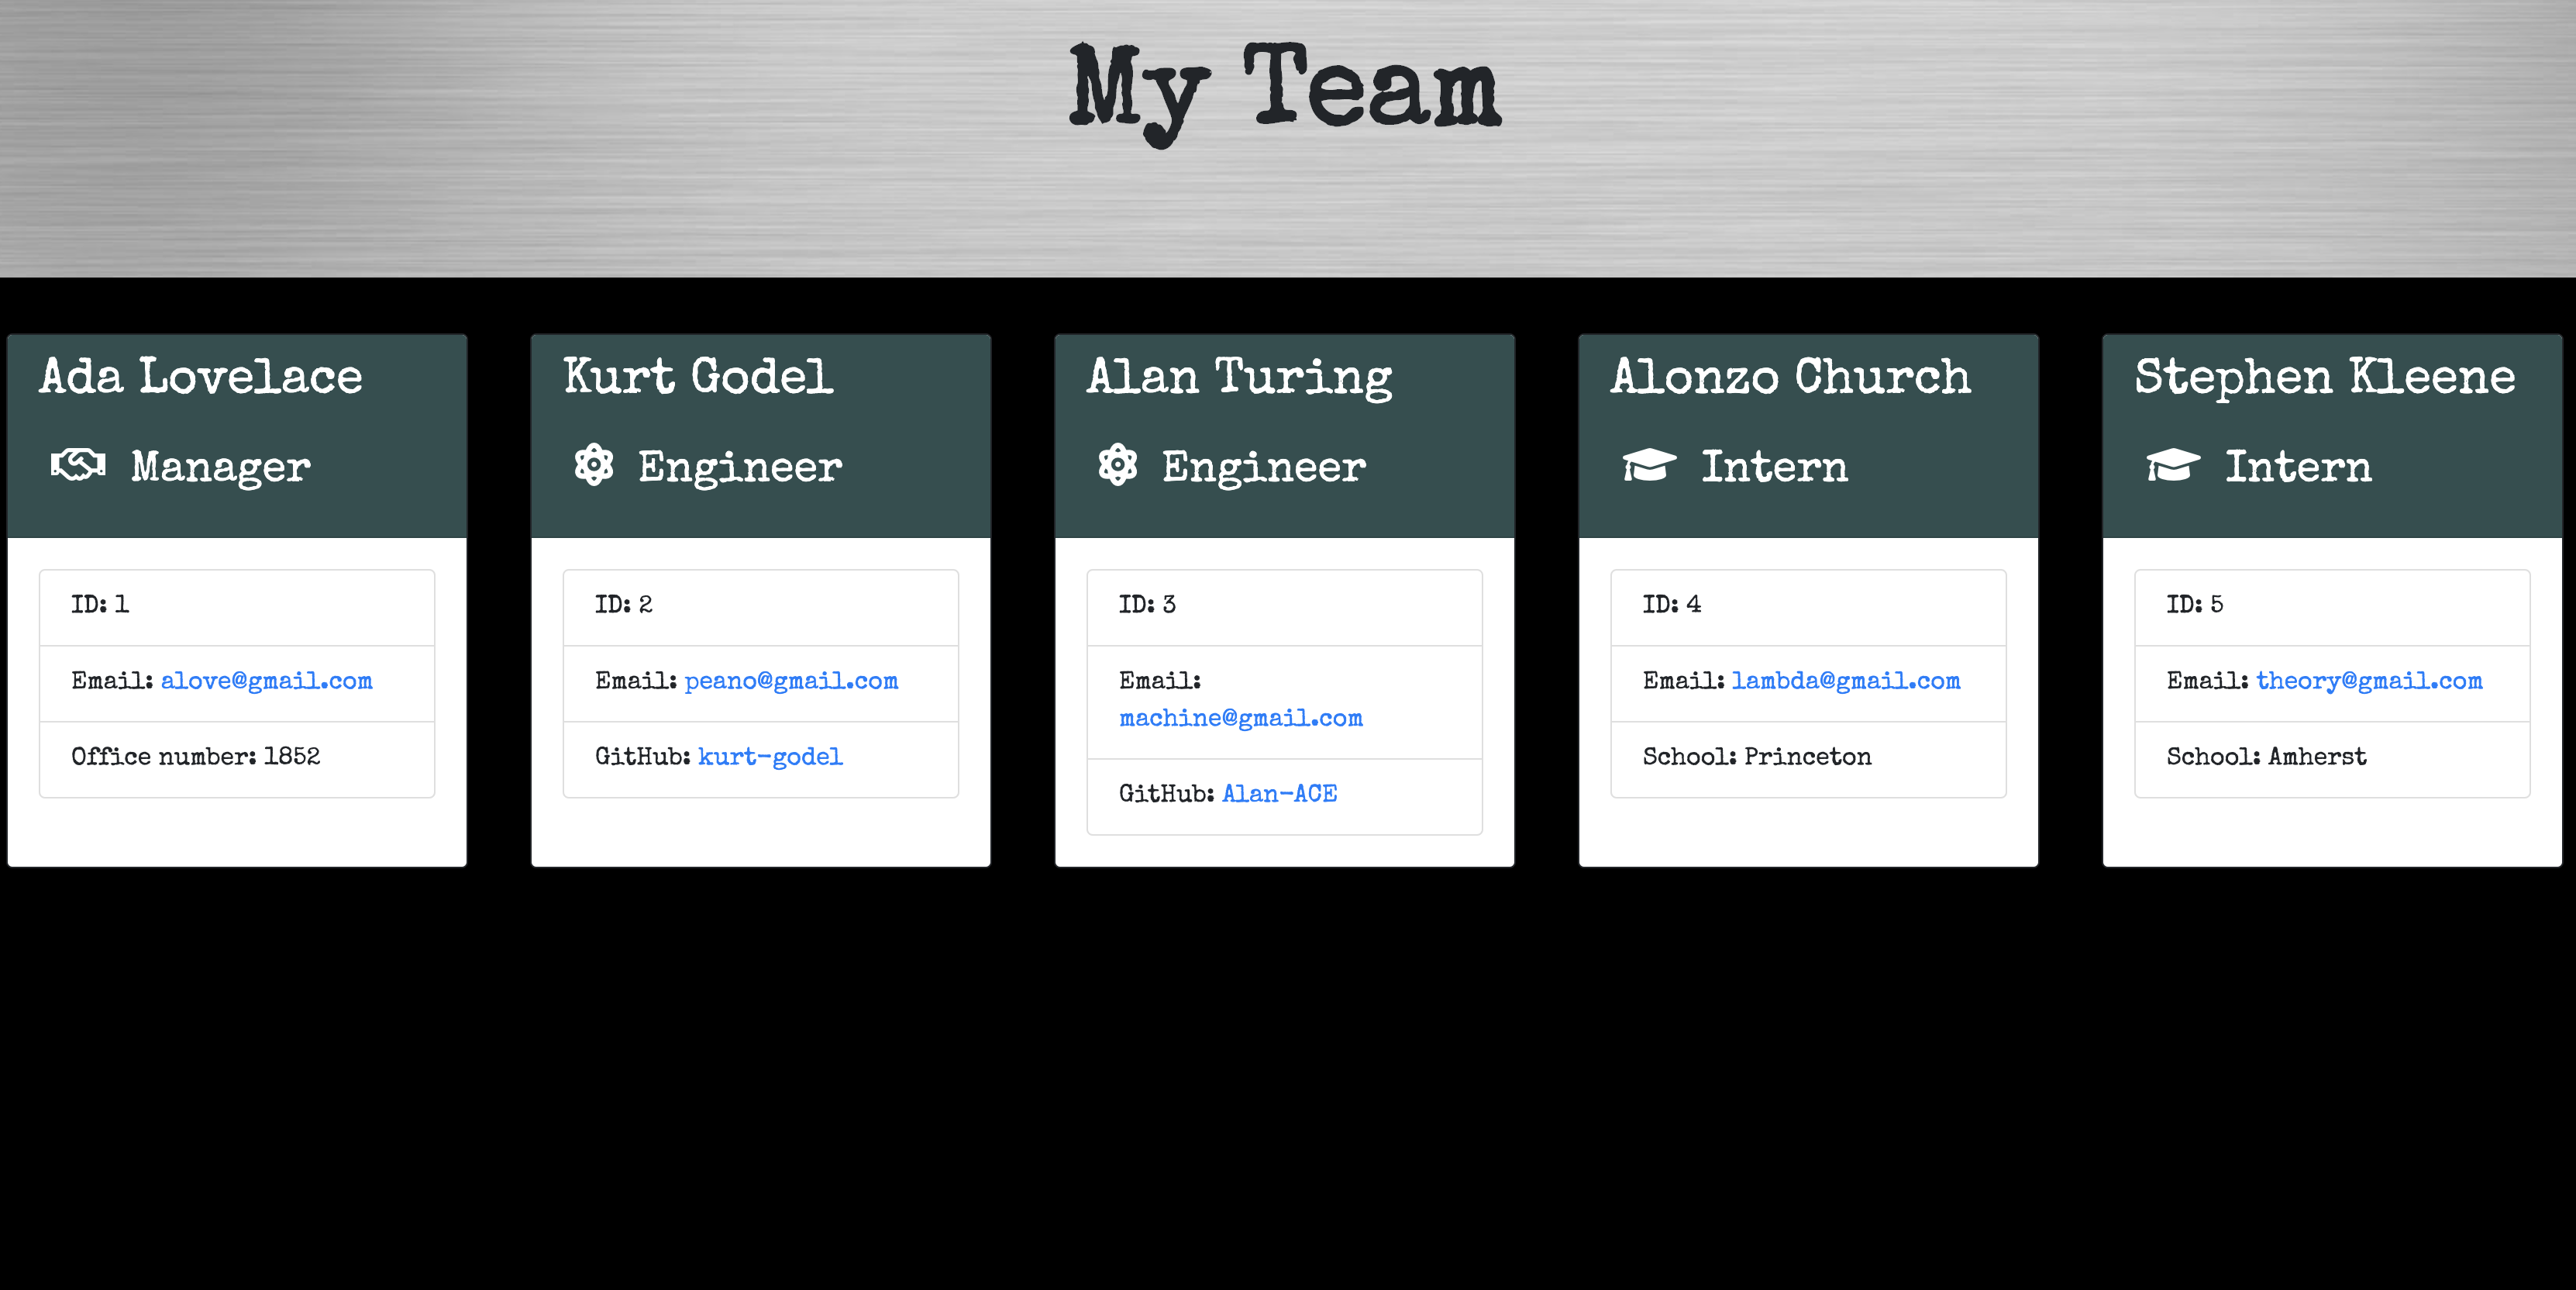 My Team
Ada Lovelace
Manager
ID: 1
Email: alove@gmail.com
Office number: 1852
Kurt Godel
Engineer
ID: 2
Email: peano@gmail.com
GitHub: kurt-godel
Alan Turing
Engineer
ID: 3
Email:
machine@gmail.com
GitHub: Alan-ACE
Alonzo Church
Intern
ID: 4
Email: lambda@gmail.com
School: Princeton
Stephen Kleene
Intern
ID: 5
Email: theory@gmail.com
School: Amherst